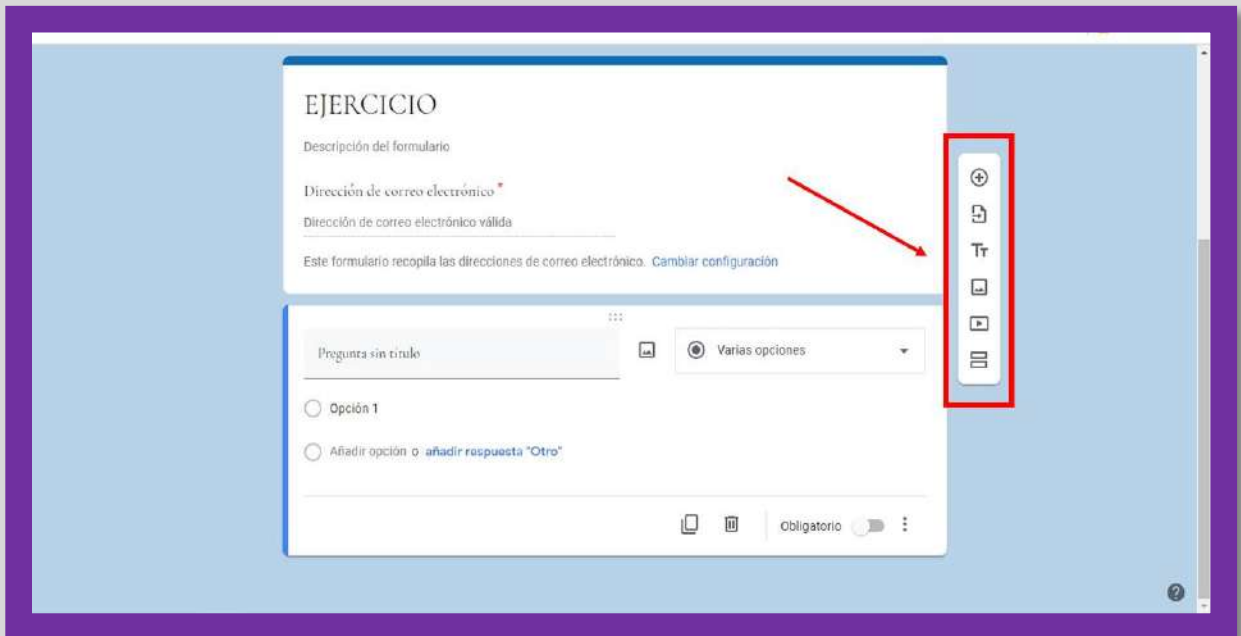 EJERCICIO
Descripción del formulario
Dirección de correo electrónico *
Dirección de correo electrónico válida
Este formulario recopila las direcciones de correo electrónico. Cambiar configuración
Pregunta sin título
Varias opciones
Opción 1
Añadir opción o añadir respuesta "Otro"
Obligatorio